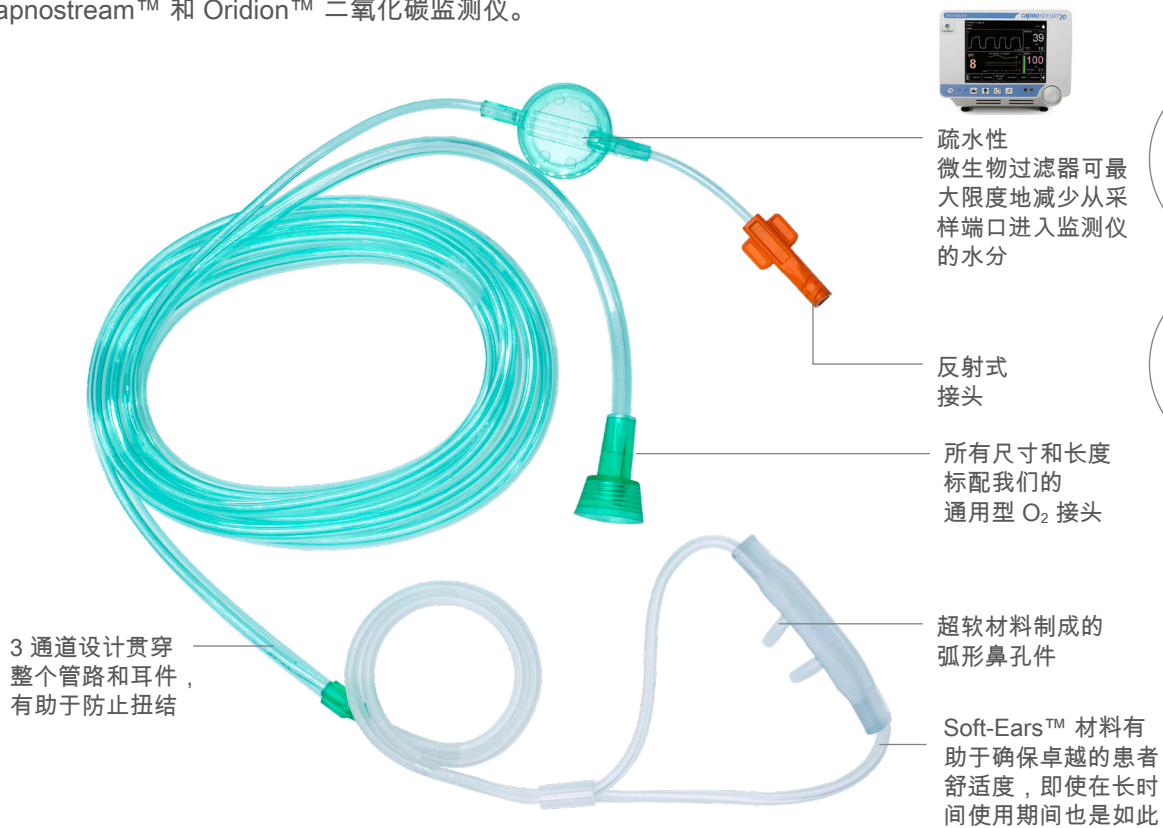 apnostream™ 和 Oridion™ 二氧化碳监测仪。
capnostream20
39
100
8
疏水性
微生物过滤器可最
大限度地减少从采
样端口进入监测仪
的水分
反射式
接头
所有尺寸和长度
标配我们的
通用型 O₂ 接头
3 通道设计贯穿
整个管路和耳件，
有助于防止扭结
超软材料制成的
弧形鼻孔件
Soft-Ears™ 材料有
助于确保卓越的患者
舒适度，即使在长时
间使用期间也是如此